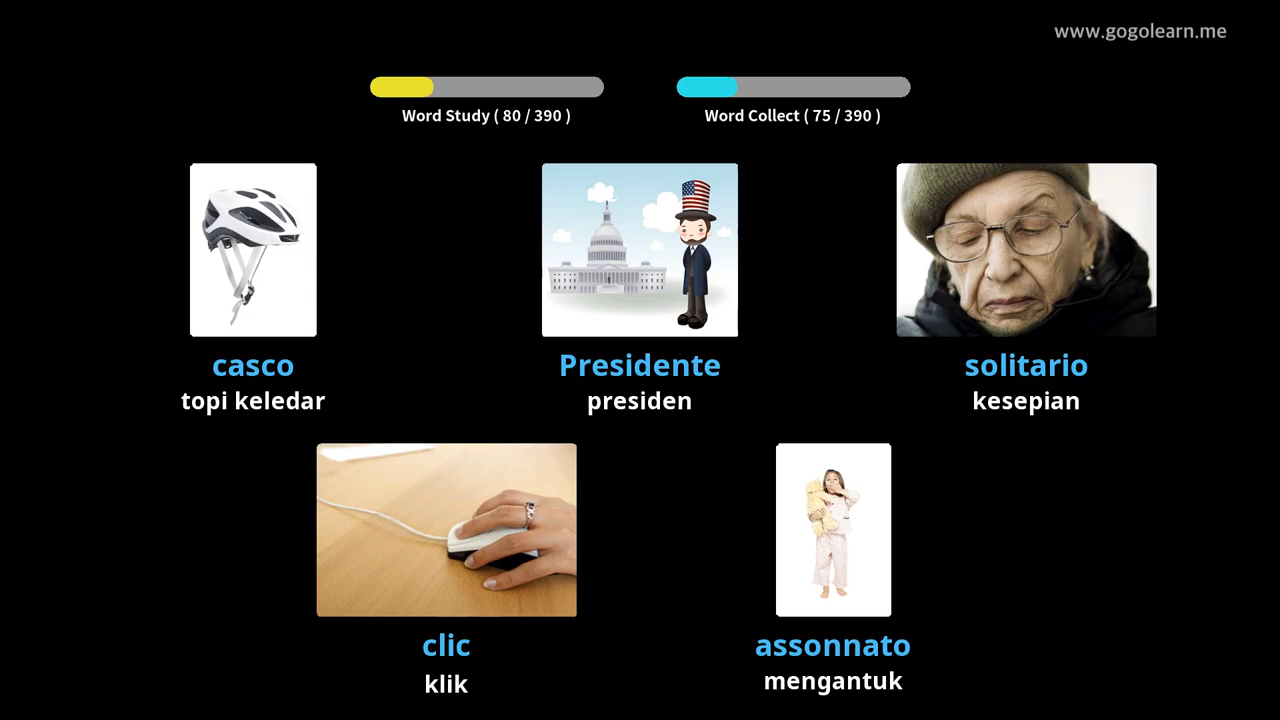 www.gogolearn.me
Word Study ( 80 / 390 )
Word Collect ( 75 / 390 )
casco
topi keledar
Presidente
presiden
solitario
kesepian
clic
klik
assonnato
mengantuk